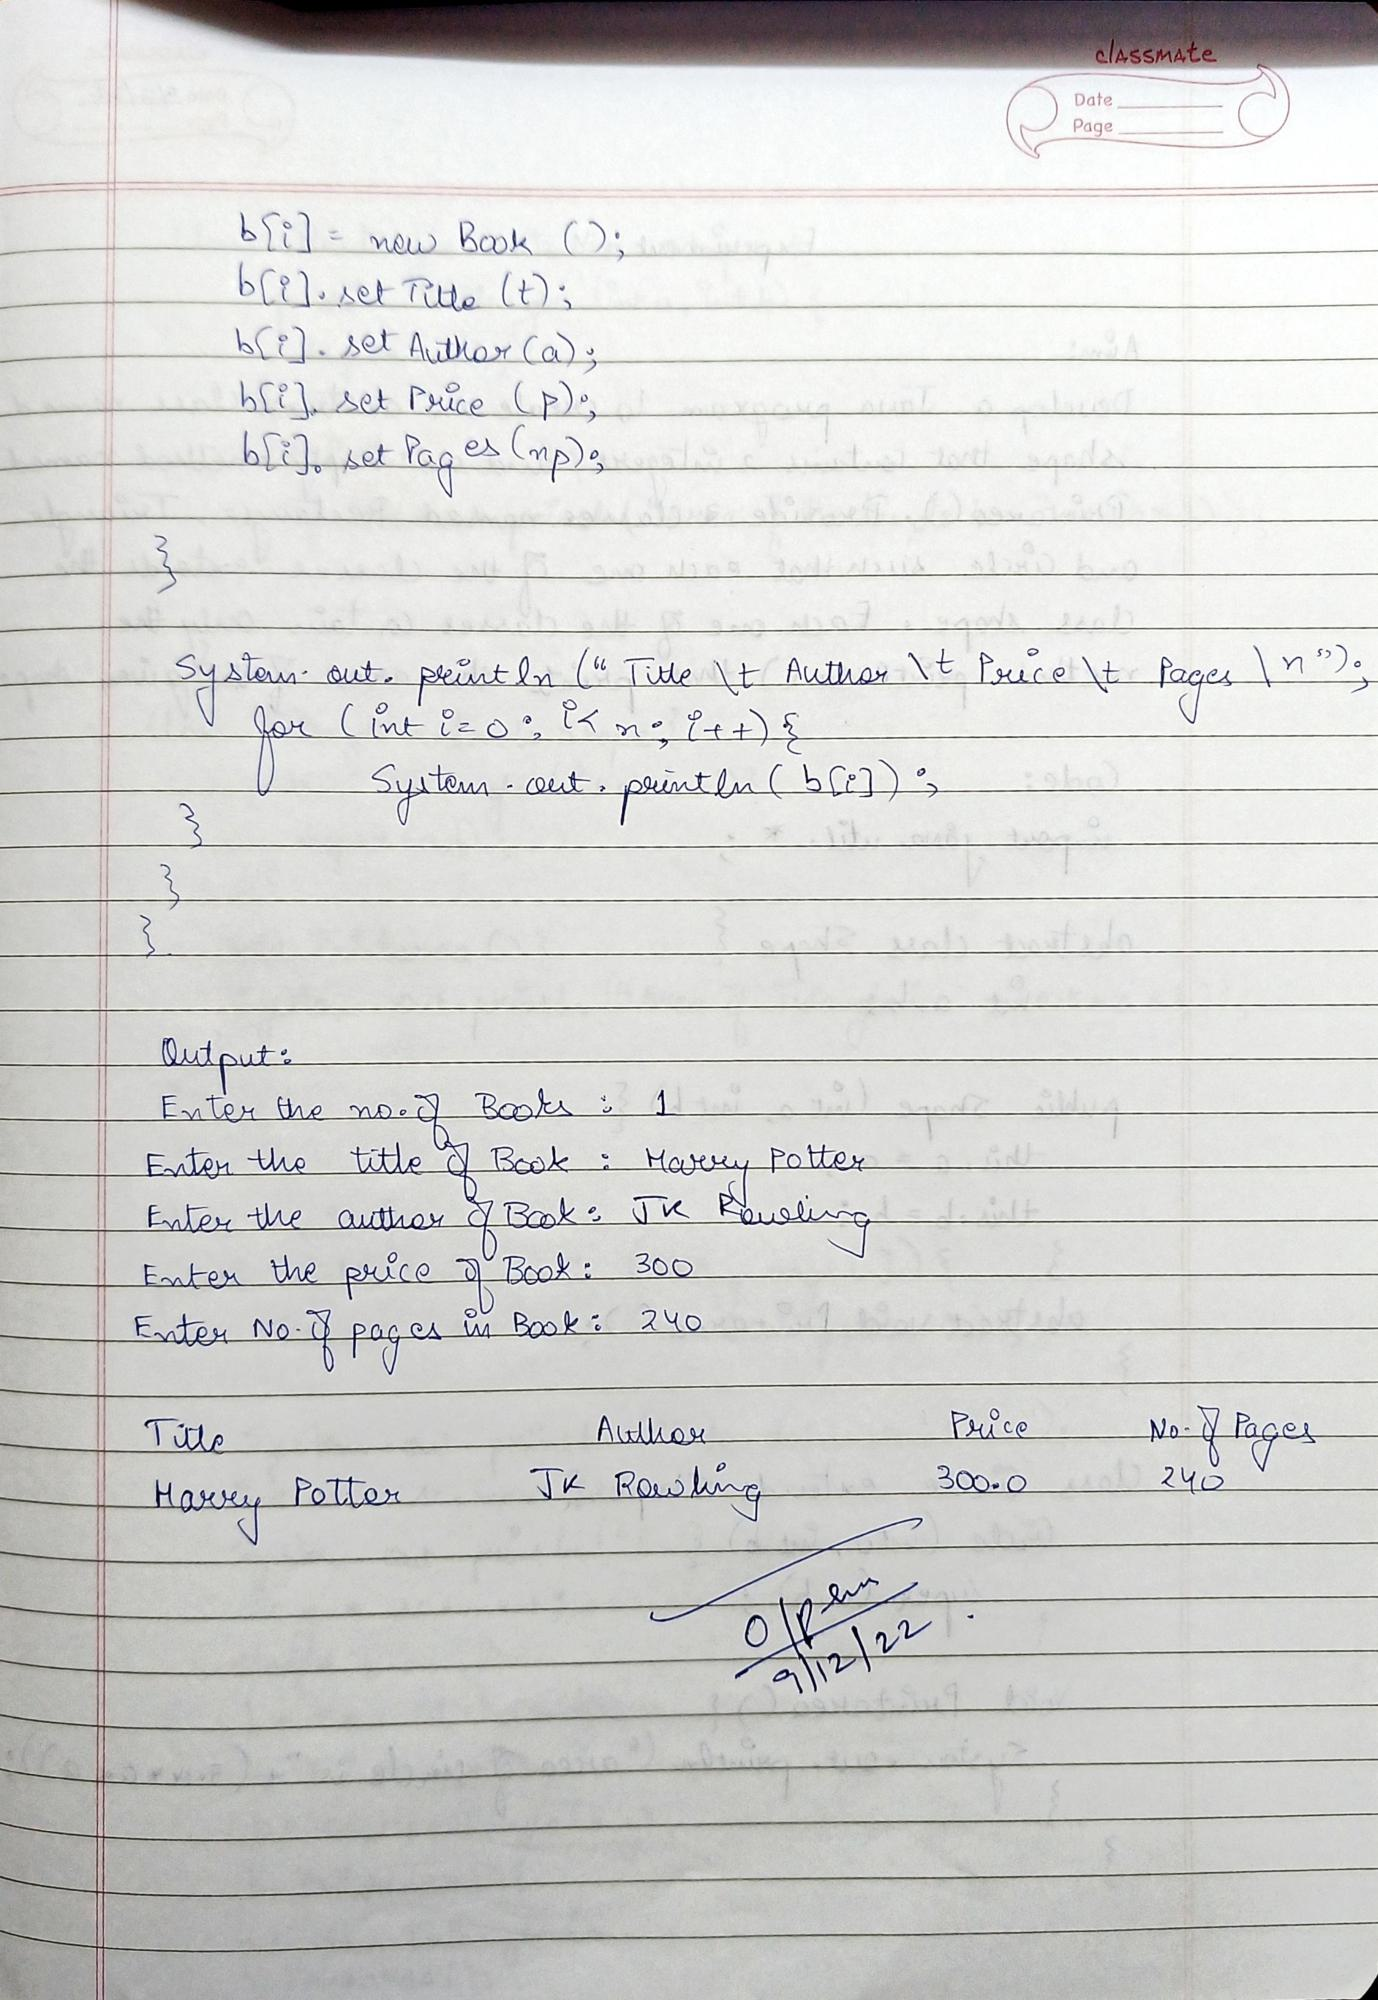 classmate
Date
Page
b[i] = new Book ();
b[i]. set Title (t);
b[i]. set Author (a);
b[i]. set Price (p);
b[i]. set Pages (np);
}
System. out. println (" Title \t Author \t Price \t Pages \n");
for (int i=0; i< n; i++) {
System. out. println ( b[i]) ;
}
}
}
Output:
Enter the no. of Books : 1
Enter the title of Book : Harry Potter
Enter the author of Book : JK Rowling
Enter the price of Book : 300
Enter No. of pages in Book : 240
Title Author Price No. of Pages
Harry Potter JK Rowling 300.0 240
9/12/22